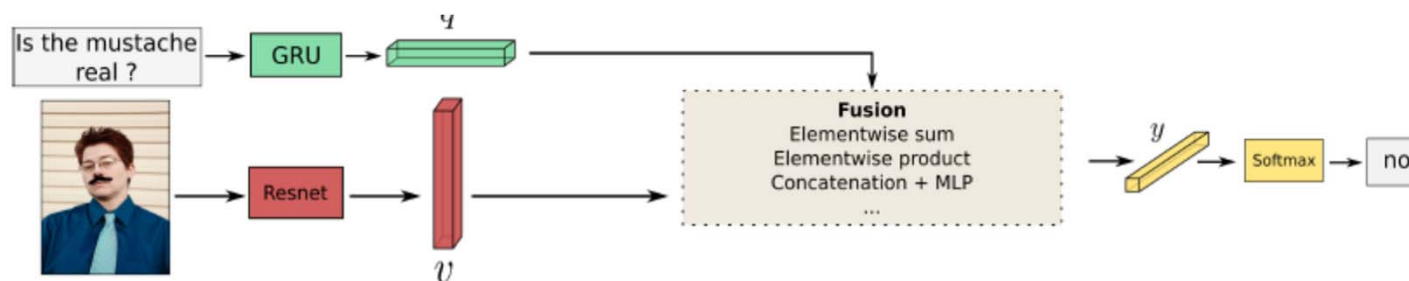 Is the mustache
real ?
GRU
q
Resnet
v
Fusion
Elementwise sum
Elementwise product
Concatenation + MLP
...
y
Softmax
no